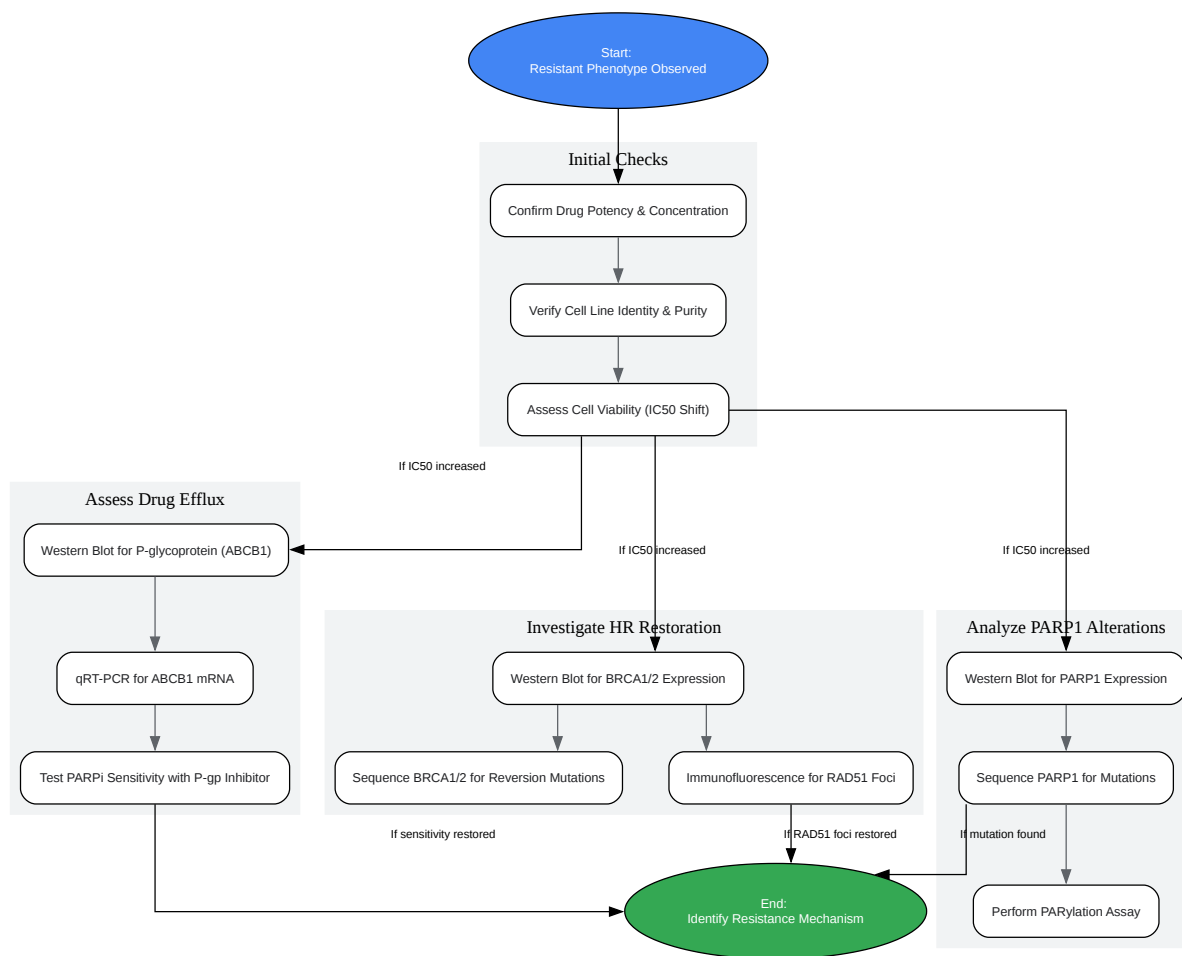 Start:
Resistant Phenotype Observed
Initial Checks
Confirm Drug Potency & Concentration
Verify Cell Line Identity & Purity
Assess Cell Viability (IC50 Shift)
If IC50 increased
If IC50 increased
If IC50 increased
Assess Drug Efflux
Western Blot for P-glycoprotein (ABCB1)
qRT-PCR for ABCB1 mRNA
Test PARPi Sensitivity with P-gp Inhibitor
Investigate HR Restoration
Western Blot for BRCA1/2 Expression
Sequence BRCA1/2 for Reversion Mutations
Immunofluorescence for RAD51 Foci
Analyze PARP1 Alterations
Western Blot for PARP1 Expression
Sequence PARP1 for Mutations
If sensitivity restored
If RAD51 foci restored
If mutation found
Perform PARylation Assay
End:
Identify Resistance Mechanism